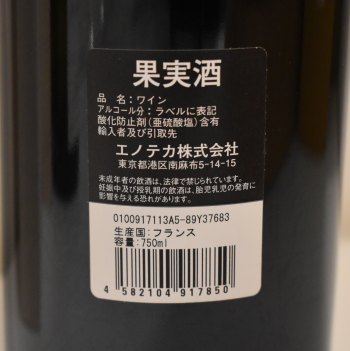 果実酒
品 名：ワイン
アルコール分：ラベルに表記
酸化防止剤（亜硫酸塩）含有
輸入者及び引取先
エノテカ株式会社
東京都港区南麻布5-14-15
未成年者の飲酒は、法律で禁じられています。
妊娠中及び授乳期の飲酒は、胎児乳児の発育に
影響を与える恐れがあります。
0100917113A5-89Y37683
生産国：フランス
容量：750ml
4 582104 917850